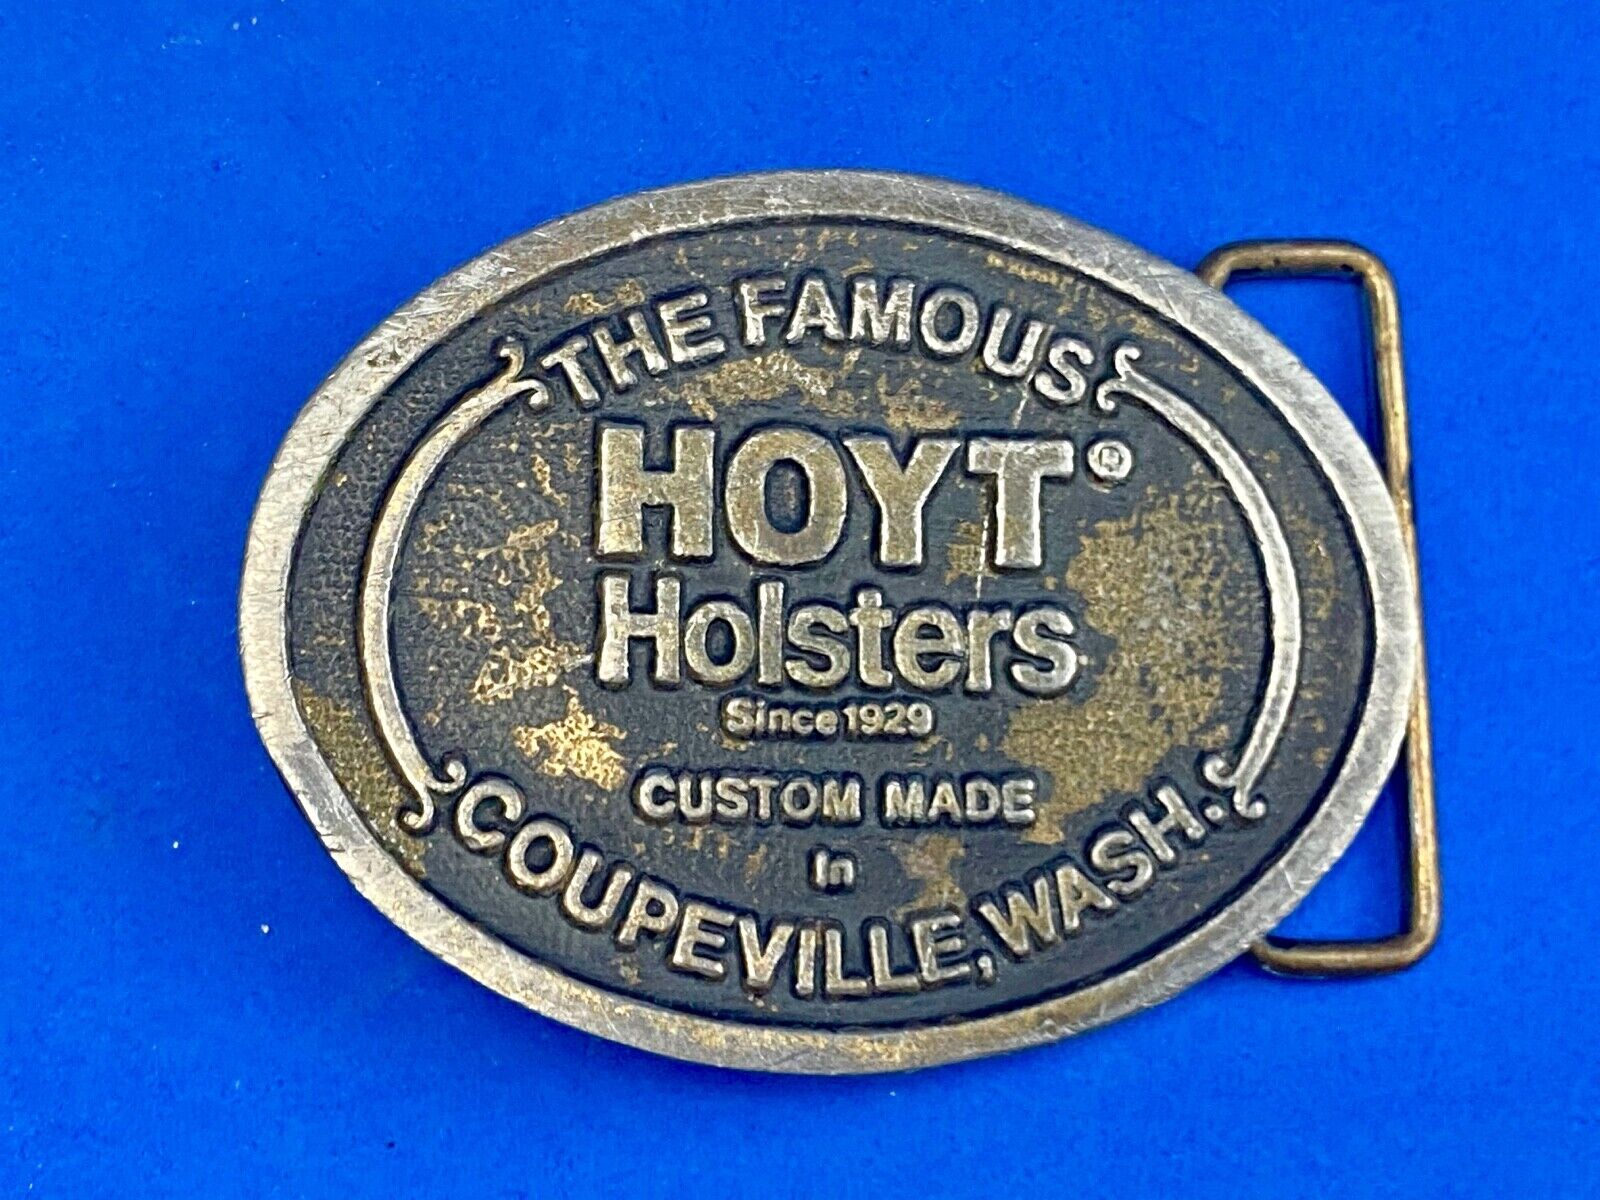 THE FAMOUS
HOYT®
Holsters
Since 1929
CUSTOM MADE
In
COUPEVILLE, WASH.